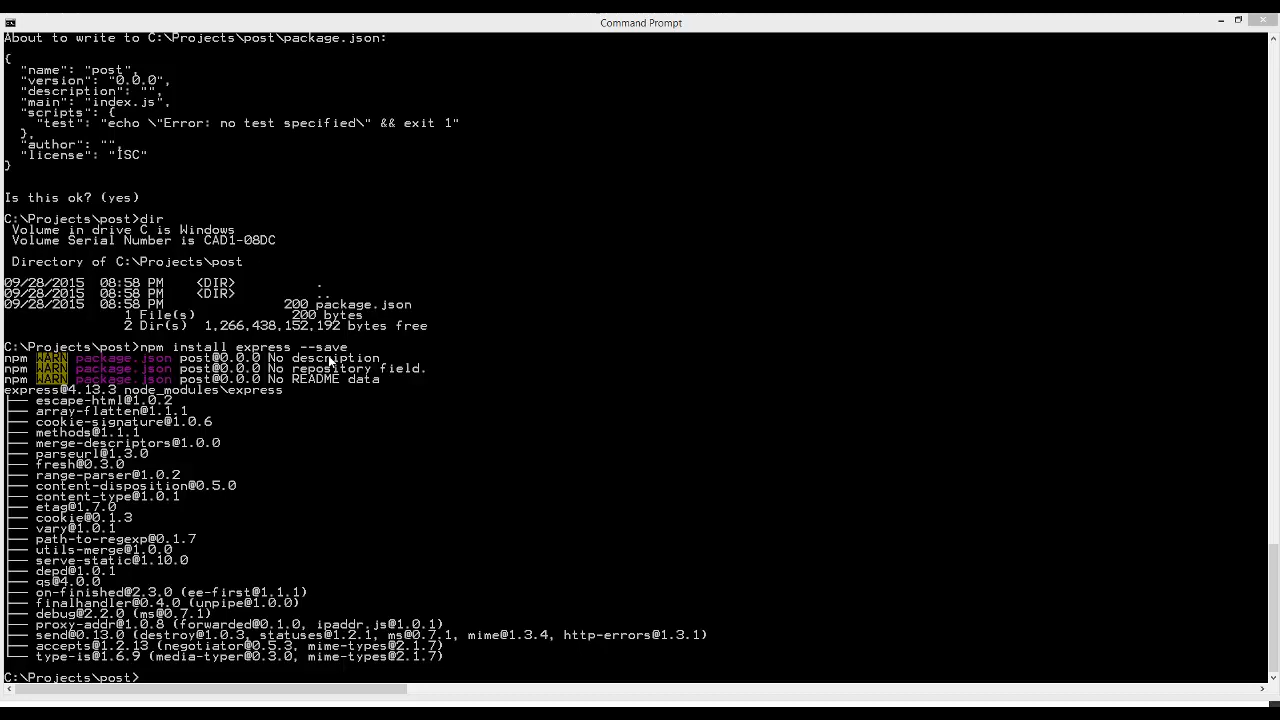 Command Prompt
About to write to C:\Projects\post\package.json:
{
  "name": "post",
  "version": "0.0.0",
  "description": "",
  "main": "index.js",
  "scripts": {
    "test": "echo \"Error: no test specified\" && exit 1"
  },
  "author": "",
  "license": "ISC"
}
Is this ok? (yes)
C:\Projects\post>dir
 Volume in drive C is Windows
 Volume Serial Number is CAD1-08DC
 Directory of C:\Projects\post
09/28/2015  08:58 PM    <DIR>          .
09/28/2015  08:58 PM    <DIR>          ..
09/28/2015  08:58 PM               200 package.json
               1 File(s)            200 bytes
               2 Dir(s)  1,266,438,152,192 bytes free
C:\Projects\post>npm install express --save
npm WARN package.json post@0.0.0 No description
npm WARN package.json post@0.0.0 No repository field.
npm WARN package.json post@0.0.0 No README data
express@4.13.3 node_modules\express
├── escape-html@1.0.2
├── array-flatten@1.1.1
├── cookie-signature@1.0.6
├── methods@1.1.1
├── merge-descriptors@1.0.0
├── parseurl@1.3.0
├── fresh@0.3.0
├── range-parser@1.0.2
├── content-disposition@0.5.0
├── content-type@1.0.1
├── etag@1.7.0
├── cookie@0.1.3
├── vary@1.0.1
├── path-to-regexp@0.1.7
├── utils-merge@1.0.0
├── serve-static@1.10.0
├── depd@1.0.1
├── qs@4.0.0
├── on-finished@2.3.0 (ee-first@1.1.1)
├── finalhandler@0.4.0 (unpipe@1.0.0)
├── debug@2.2.0 (ms@0.7.1)
├── proxy-addr@1.0.8 (forwarded@0.1.0, ipaddr.js@1.0.1)
├── send@0.13.0 (destroy@1.0.3, statuses@1.2.1, ms@0.7.1, mime@1.3.4, http-errors@1.3.1)
├── accepts@1.2.13 (negotiator@0.5.3, mime-types@2.1.7)
└── type-is@1.6.9 (media-typer@0.3.0, mime-types@2.1.7)
C:\Projects\post>